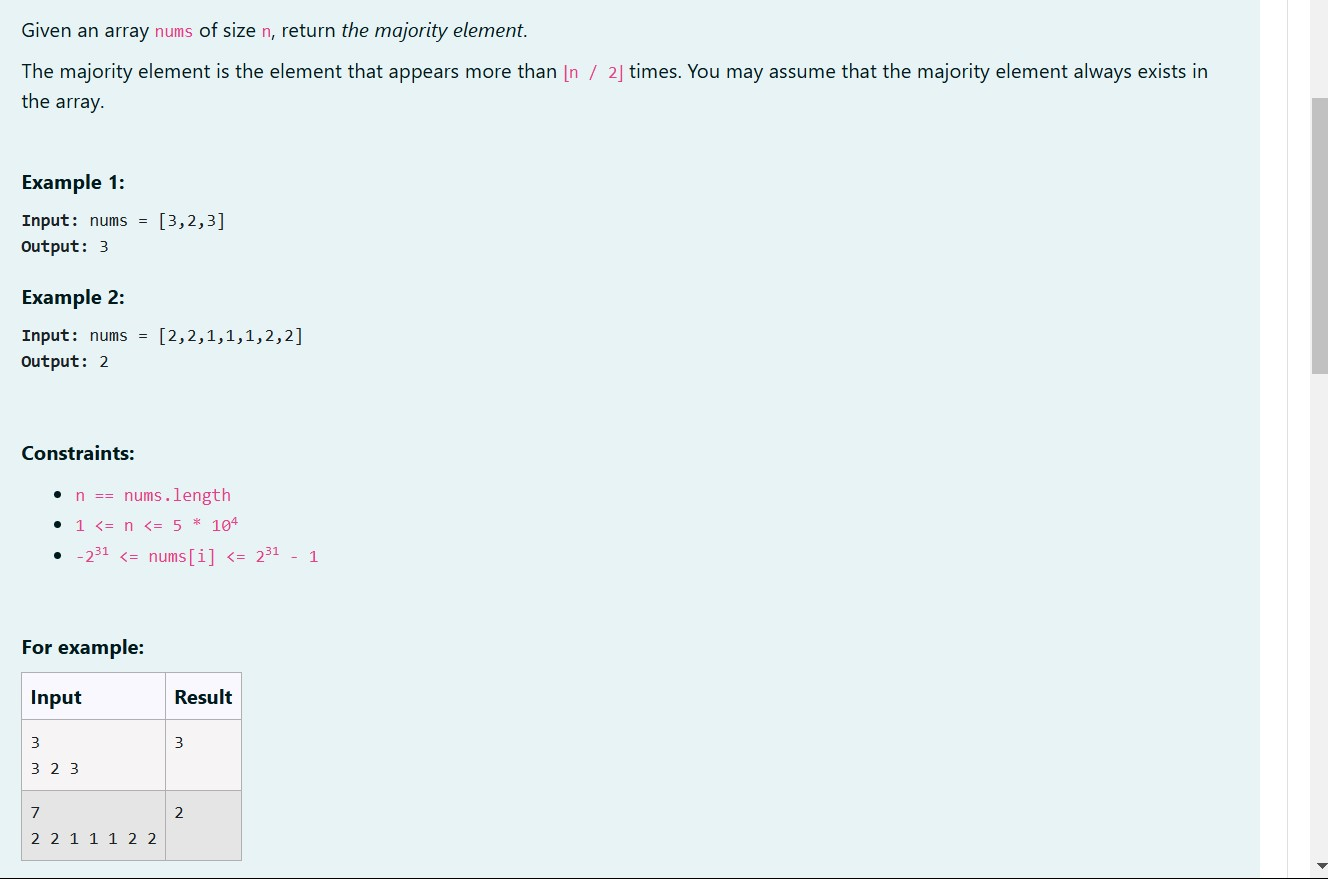 Given an array nums of size n, return the majority element.
The majority element is the element that appears more than ⌊n / 2⌋ times. You may assume that the majority element always exists in
the array.
Example 1:
Input: nums = [3,2,3]
Output: 3
Example 2:
Input: nums = [2,2,1,1,1,2,2]
Output: 2
Constraints:
n == nums.length
1 <= n <= 5 * 10⁴
-2³¹ <= nums[i] <= 2³¹ - 1
For example:
Input Result
3 3
3 2 3
7 2
2 2 1 1 1 2 2